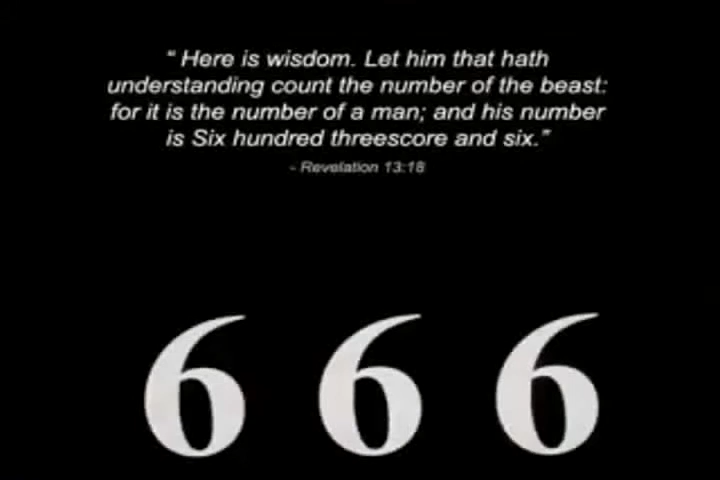 “ Here is wisdom. Let him that hath
understanding count the number of the beast:
for it is the number of a man; and his number
is Six hundred threescore and six.”
- Revelation 13:18
6 6 6